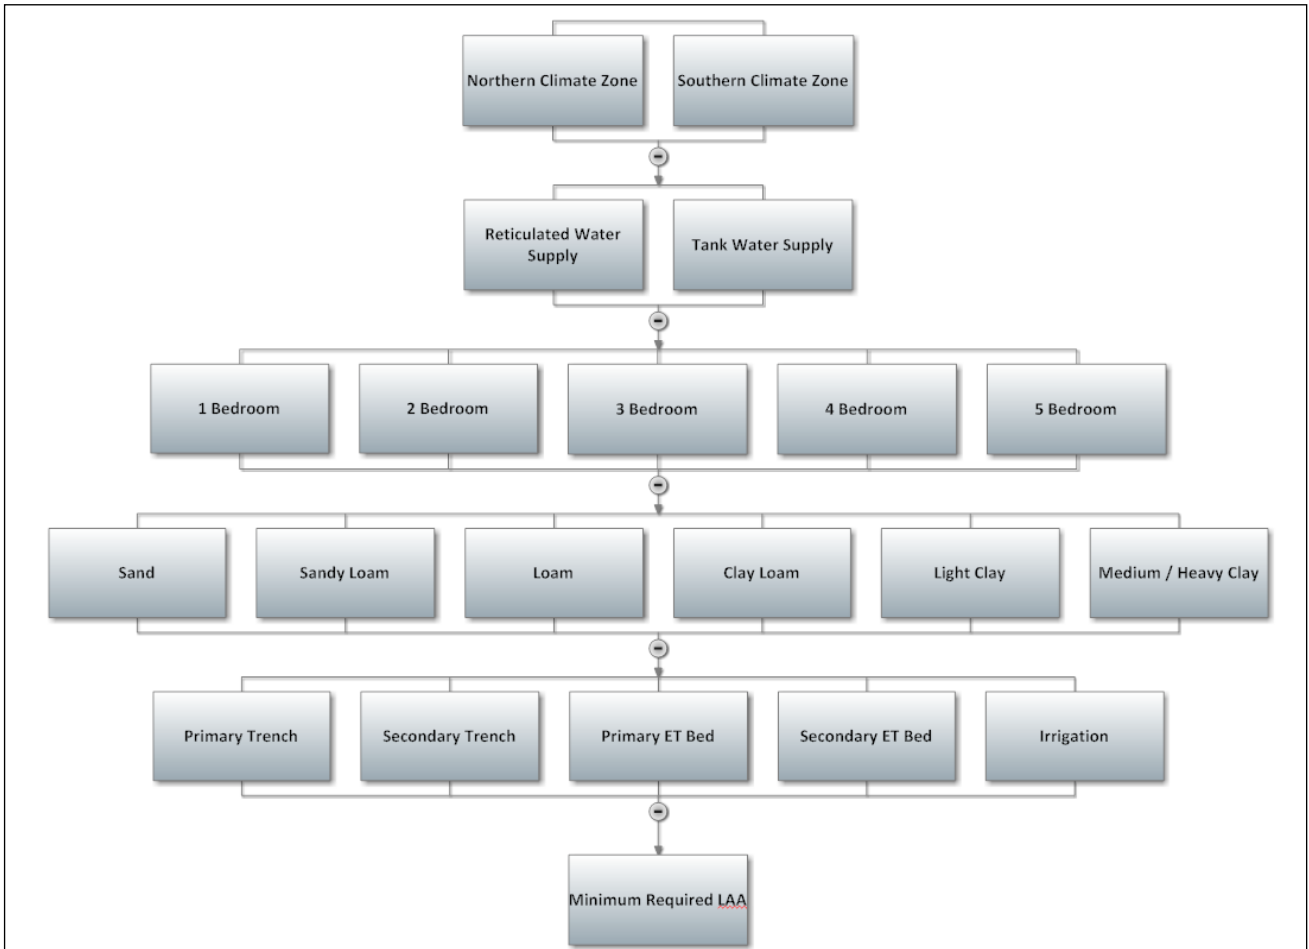 Northern Climate Zone
Southern Climate Zone
Reticulated Water
Supply
Tank Water Supply
1 Bedroom
2 Bedroom
3 Bedroom
4 Bedroom
5 Bedroom
Sand
Sandy Loam
Loam
Clay Loam
Light Clay
Medium / Heavy Clay
Primary Trench
Secondary Trench
Primary ET Bed
Secondary ET Bed
Irrigation
Minimum Required LAA